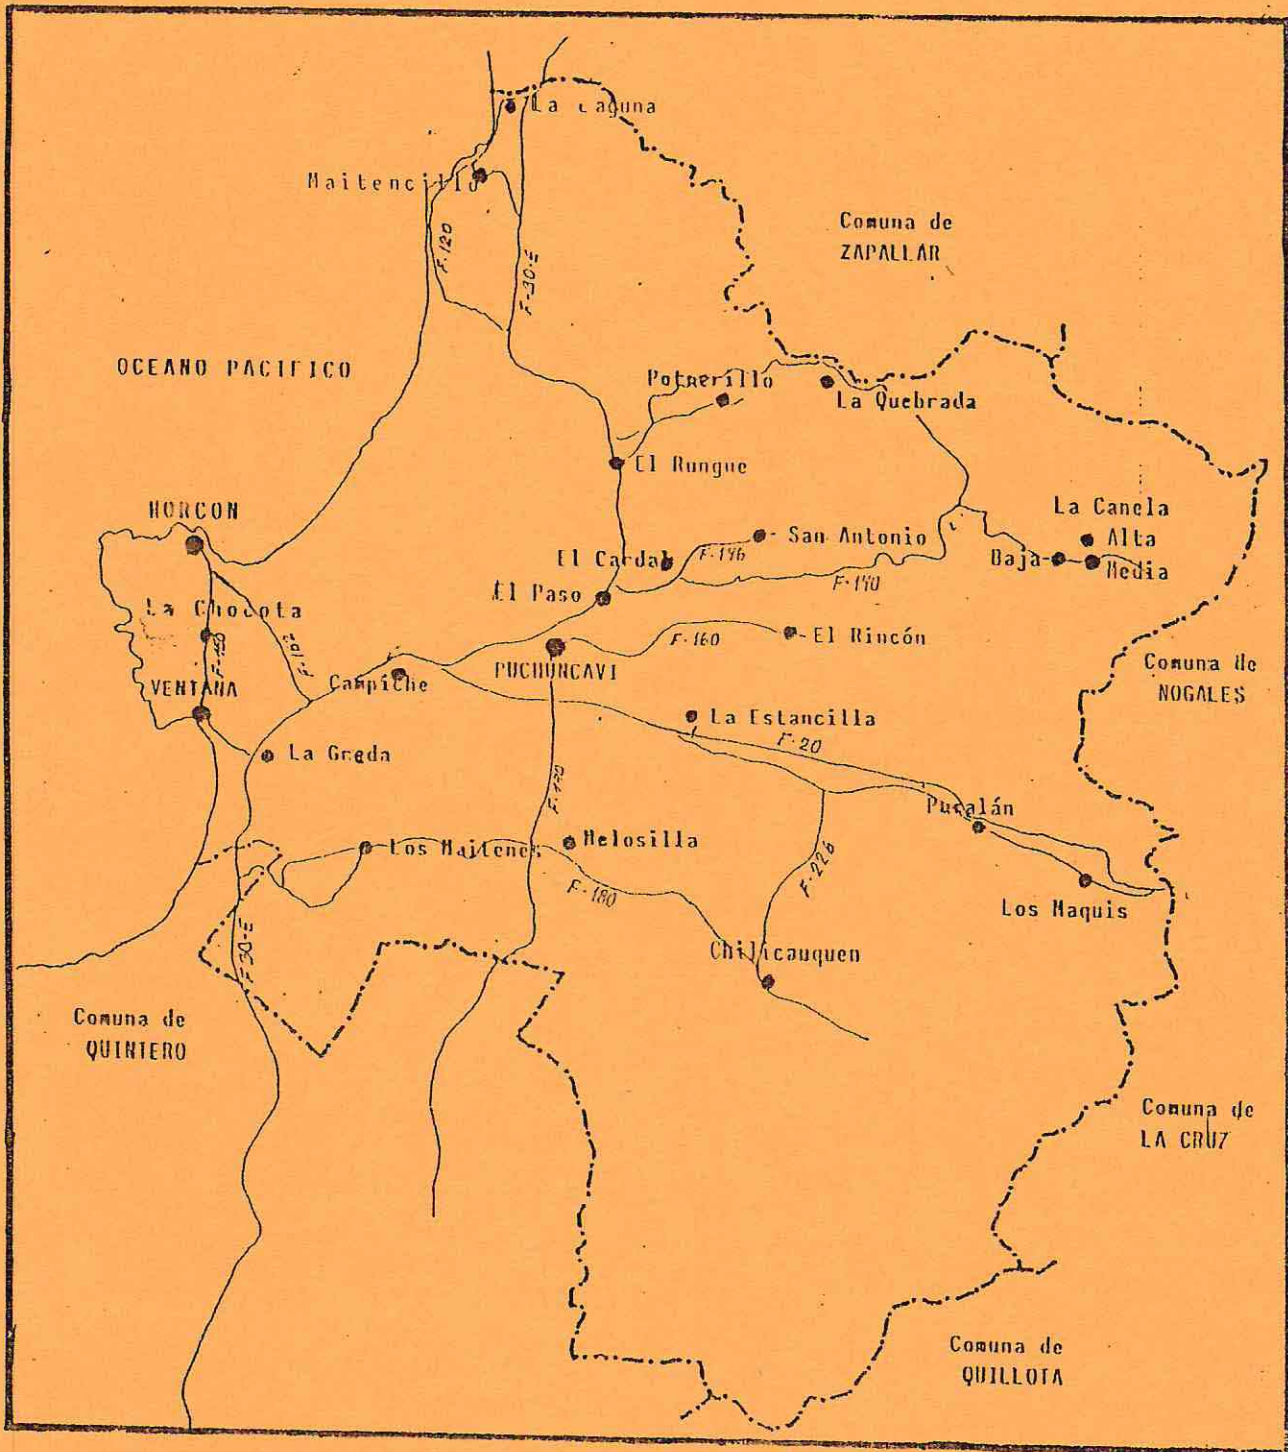 La Laguna
Maitencillo
Comuna de
ZAPALLAR
F-120
F-30-E
OCEANO PACIFICO
Potrerillo
La Quebrada
El Rungue
HORCON
La Canela
Alta
San Antonio
El Cardal
F-146
Baja
Media
F-140
El Paso
La Chocota
F-160
El Rincón
F-150
F-102
PUCHUNCAVI
Campiche
Comuna de
NOGALES
VENTANA
La Estancilla
F-20
La Greda
F-190
Pucalán
Los Maitenes
Melosilla
F-226
F-180
Los Maquis
Chilicauquen
F-30-E
Comuna de
QUINTERO
Comuna de
LA CRUZ
Comuna de
QUILLOTA